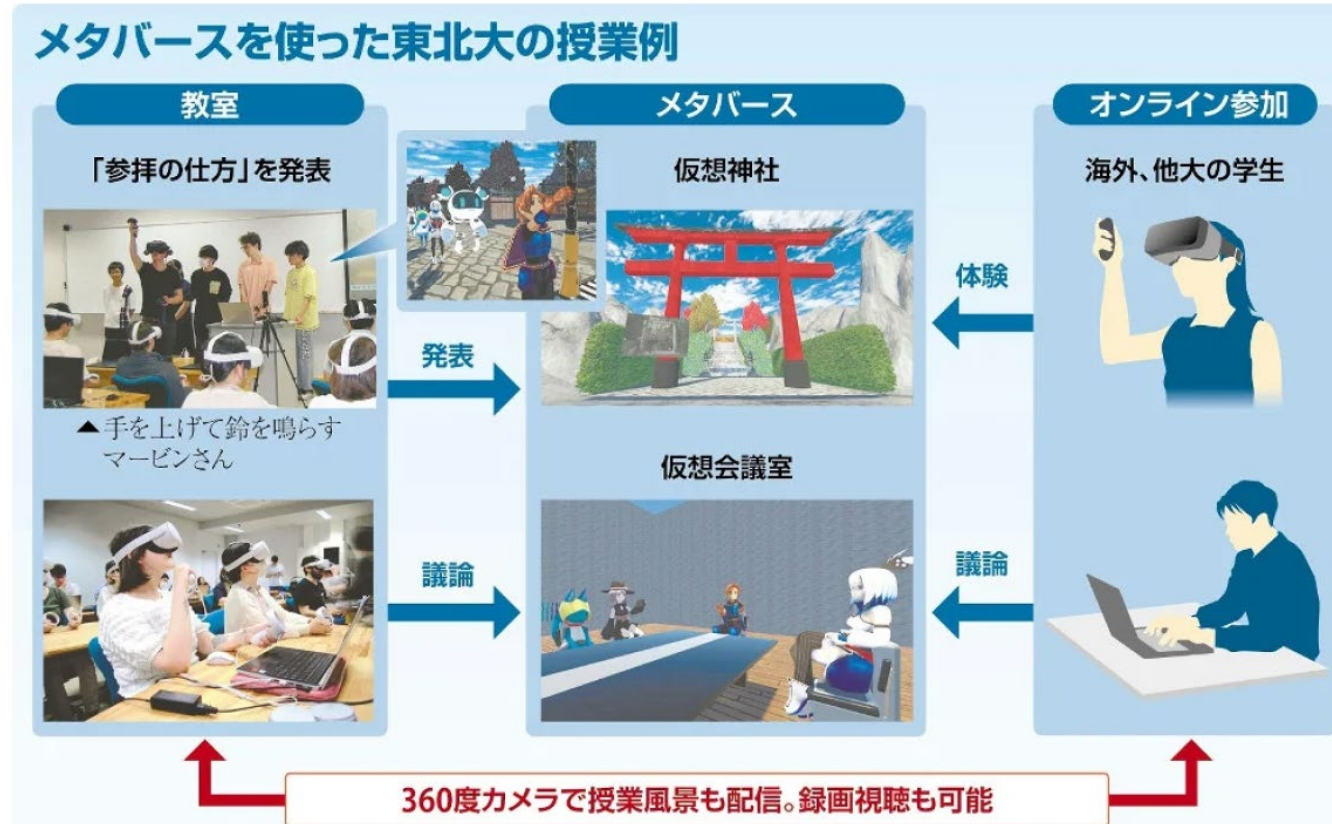 メタバースを使った東北大の授業例
教室
「参拝の仕方」を発表
▲手を上げて鈴を鳴らす
マービンさん
発表
議論
メタバース
仮想神社
仮想会議室
オンライン参加
海外、他大の学生
体験
議論
360度カメラで授業風景も配信。録画視聴も可能